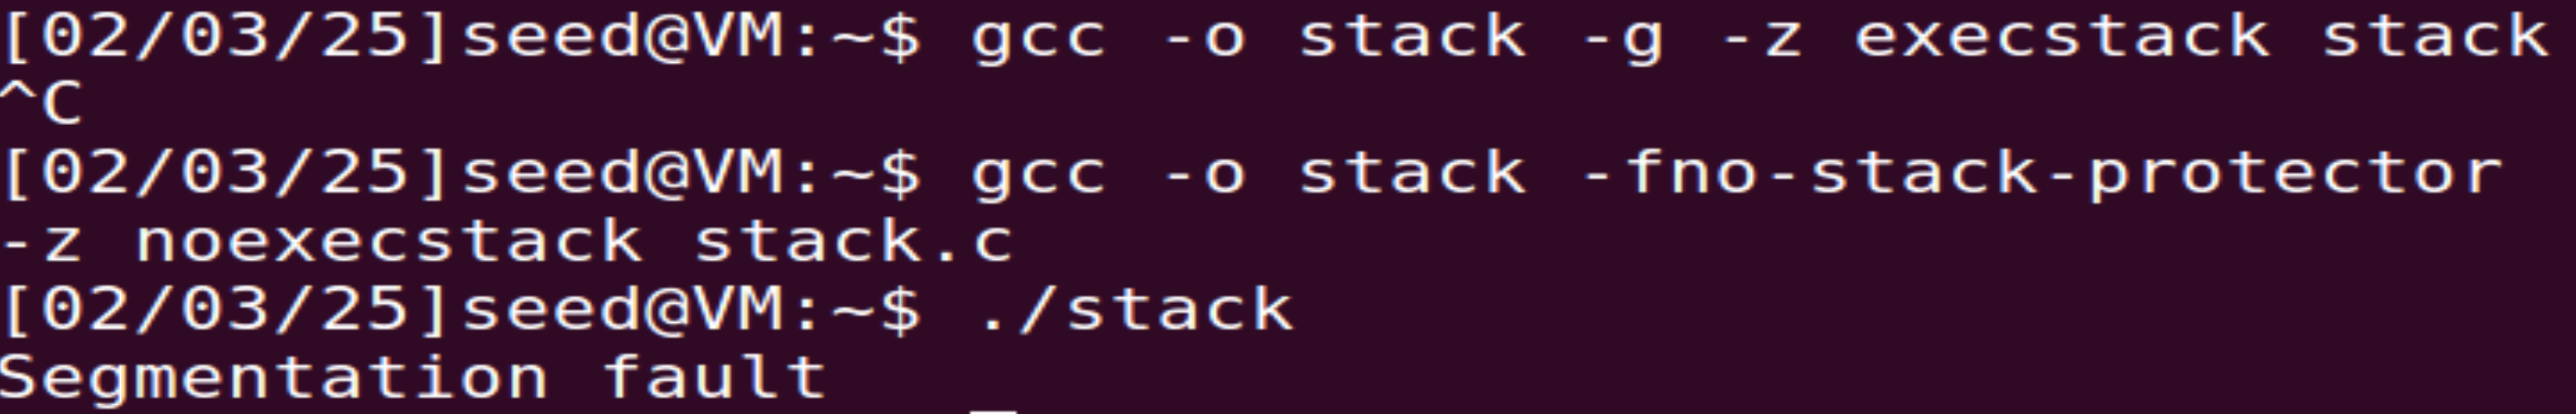 [02/03/25]seed@VM:~$ gcc -o stack -g -z execstack stack
^C
[02/03/25]seed@VM:~$ gcc -o stack -fno-stack-protector
-z noexecstack stack.c
[02/03/25]seed@VM:~$ ./stack
Segmentation fault